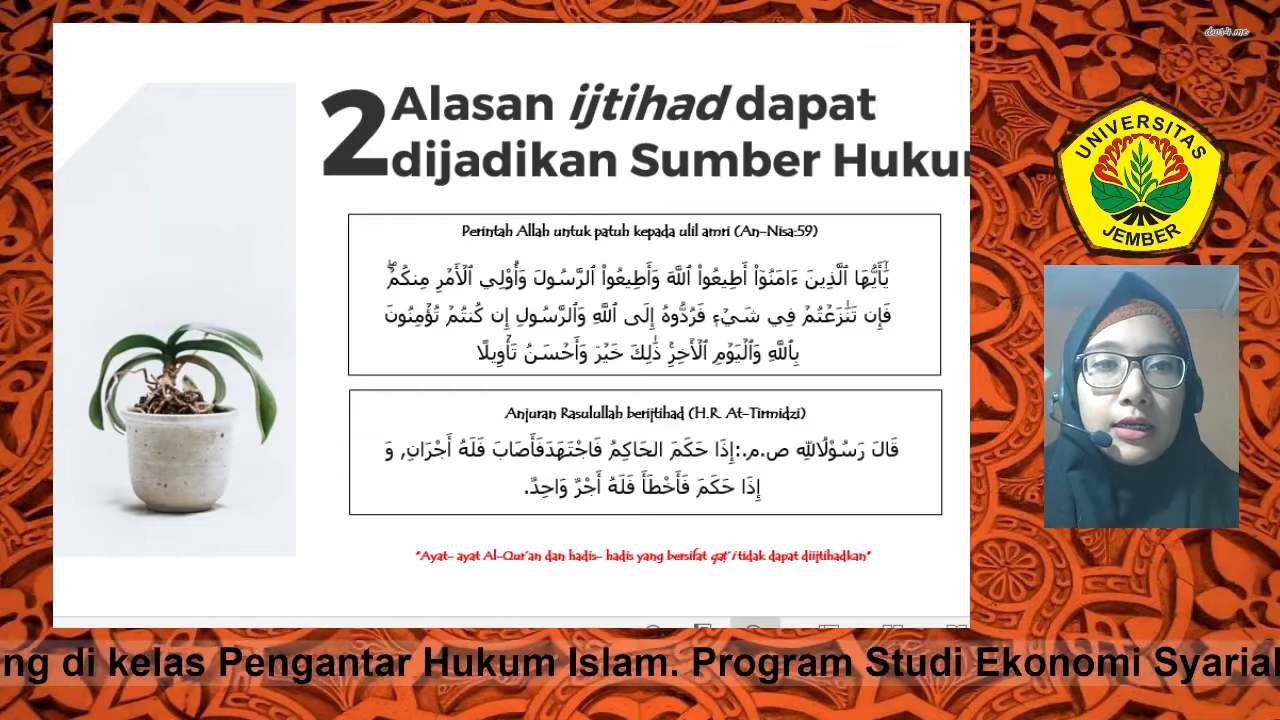 dws4.me
2
Alasan ijtihad dapat
dijadikan Sumber Huku
Perintah Allah untuk patuh kepada ulil amri (An-Nisa:59)
يَٰٓأَيُّهَا ٱلَّذِينَ ءَامَنُوٓاْ أَطِيعُواْ ٱللَّهَ وَأَطِيعُواْ ٱلرَّسُولَ وَأُوْلِي ٱلۡأَمۡرِ مِنكُمۡۖ
فَإِن تَنَٰزَعۡتُمۡ فِي شَيۡءٖ فَرُدُّوهُ إِلَى ٱللَّهِ وَٱلرَّسُولِ إِن كُنتُمۡ تُؤۡمِنُونَ
بِٱللَّهِ وَٱلۡيَوۡمِ ٱلۡأٓخِرِۚ ذَٰلِكَ خَيۡرٞ وَأَحۡسَنُ تَأۡوِيلًا
Anjuran Rasulullah berijtihad (H.R. At-Tirmidzi)
قَالَ رَسُوْلُاللّٰهِ ص.م.:إِذَا حَكَمَ الحَاكِمُ فَاجْتَهَدَفَأَصَابَ فَلَهُ أَجْرَانِ, وَ
إِذَا حَكَمَ فَأَخْطَأَ فَلَهُ أَجْرٌ وَاحِدٌ.
"Ayat- ayat Al-Qur'an dan hadis- hadis yang bersifat qaṭ'i tidak dapat diijtihadkan"
UNIVERSITAS
JEMBER
ng di kelas Pengantar Hukum Islam. Program Studi Ekonomi Syaria